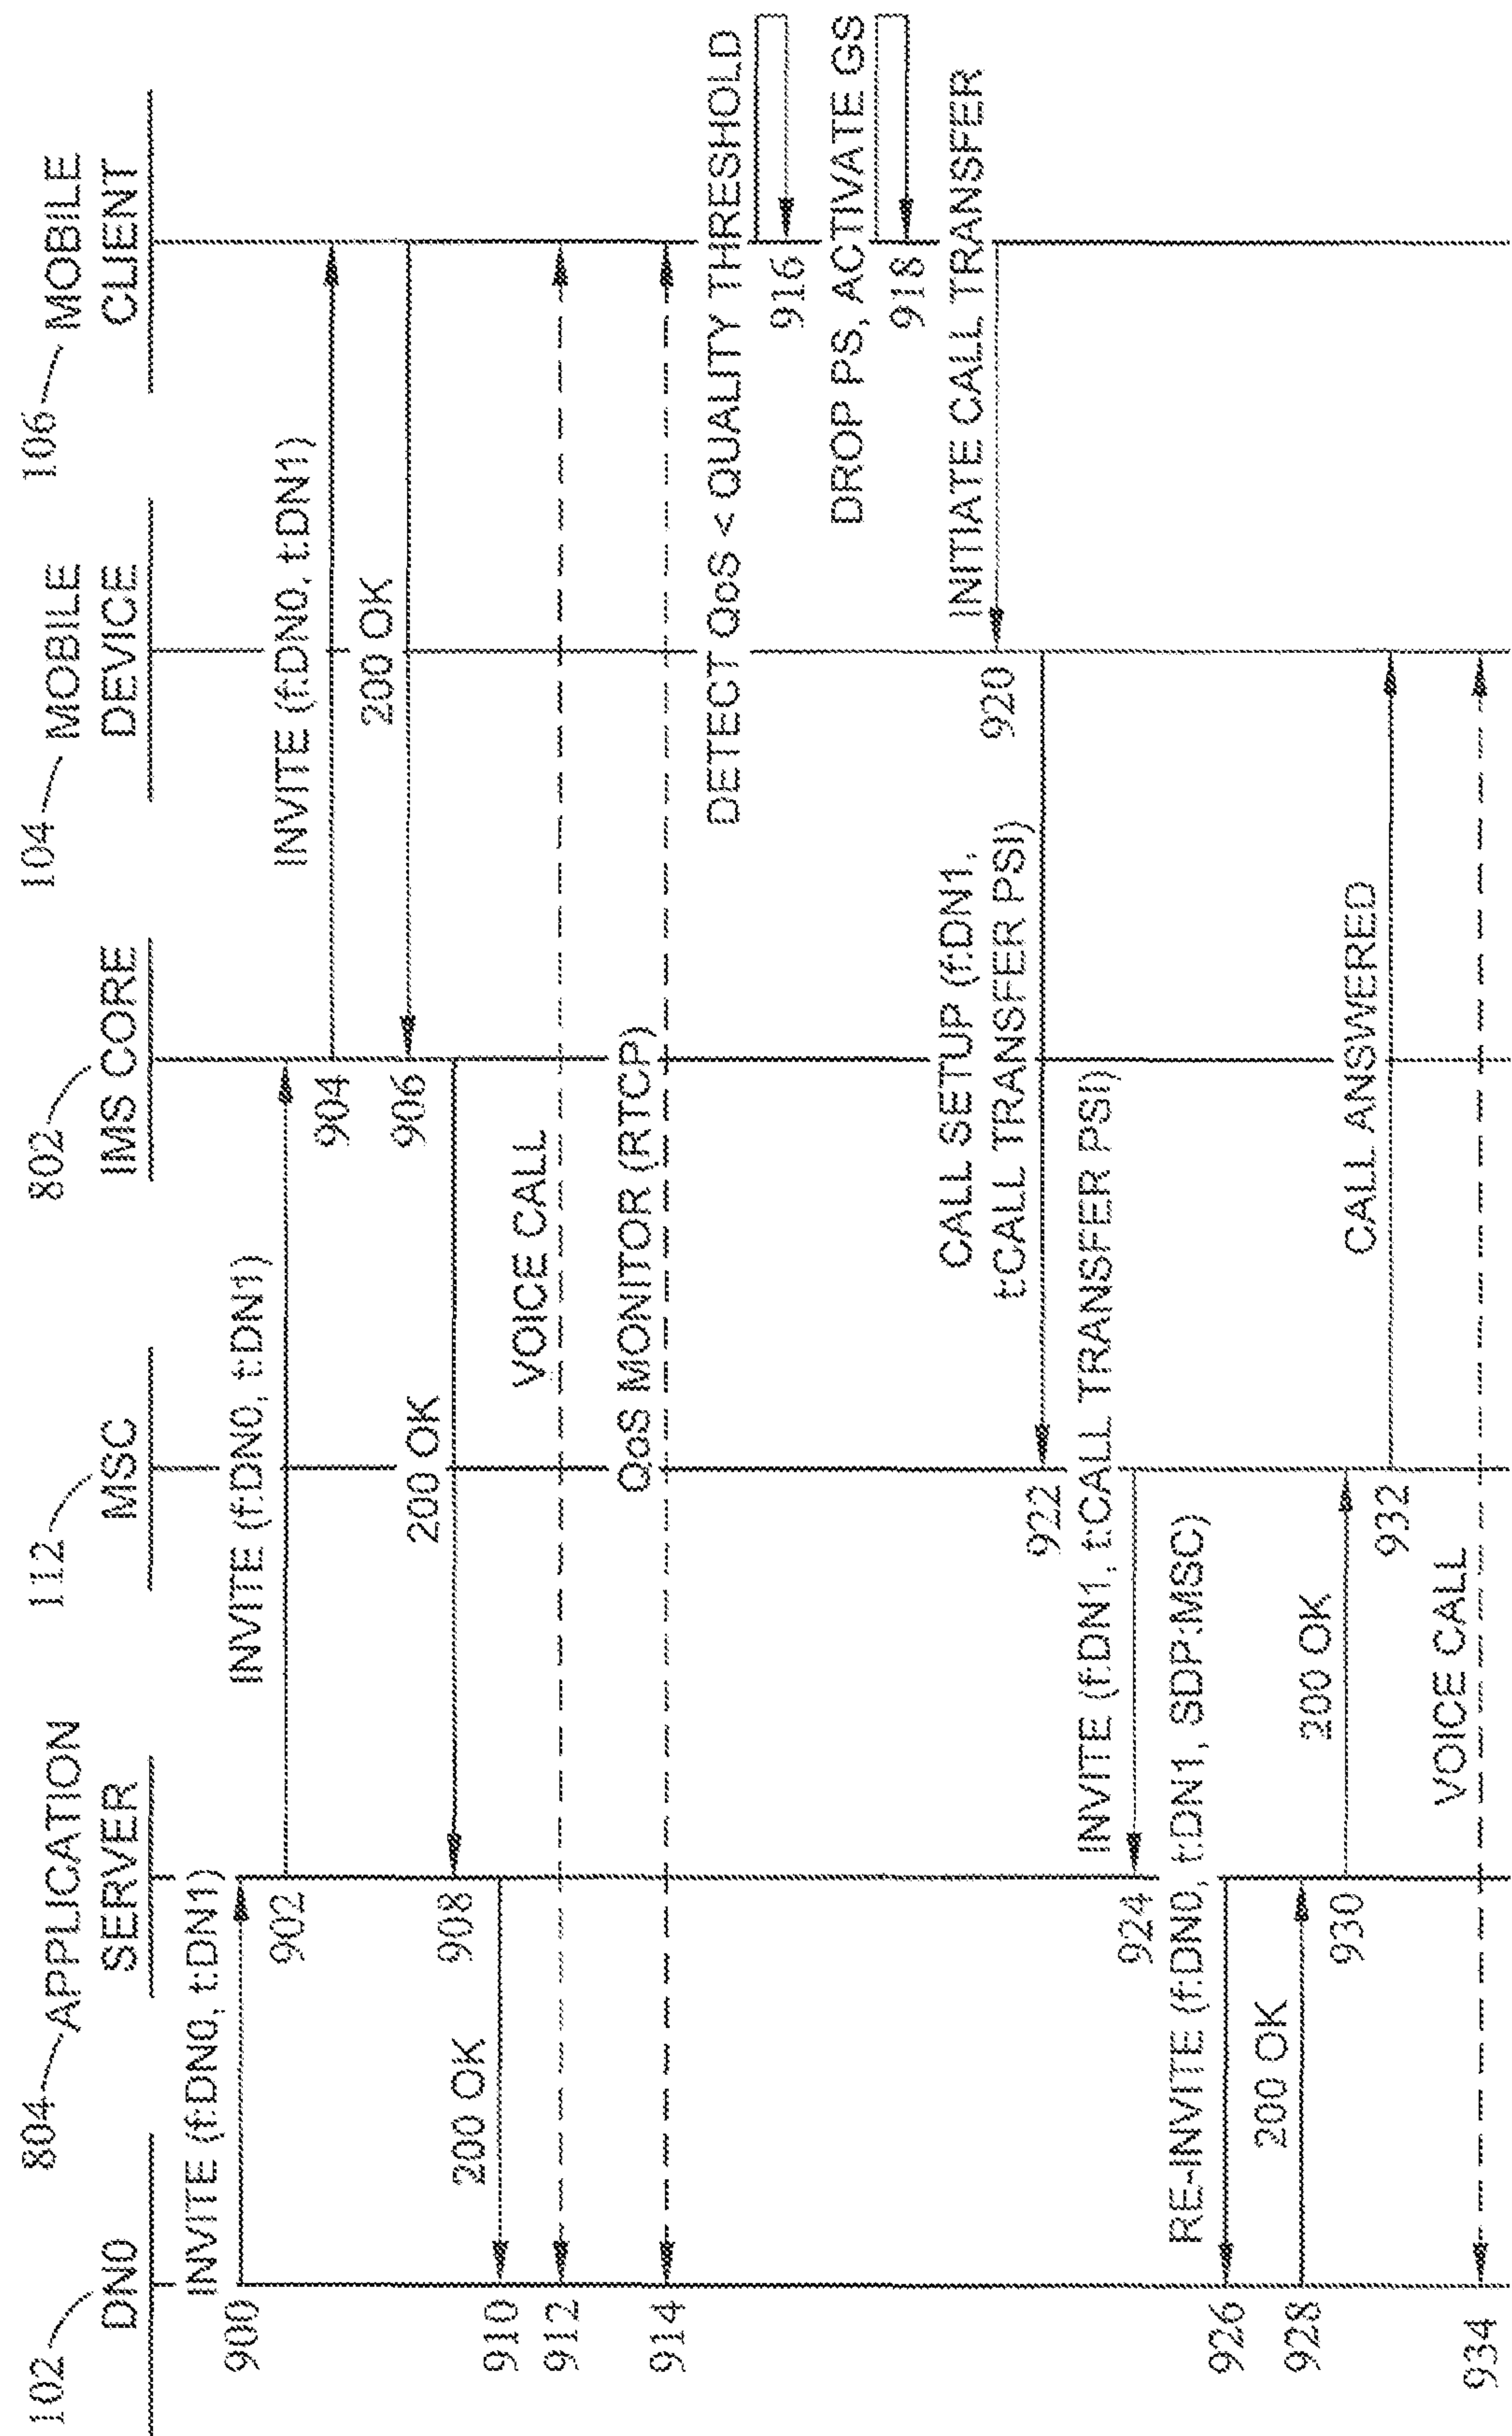 102
DN0
804
APPLICATION
SERVER
112
MSC
802
IMS CORE
104
MOBILE
DEVICE
106
MOBILE
CLIENT
INVITE (f:DN0, t:DN1)
900
INVITE (f:DN0, t:DN1)
902
INVITE (f:DN0, t:DN1)
904
200 OK
906
200 OK
908
200 OK
910
VOICE CALL
912
QoS MONITOR (RTCP)
914
DETECT QoS < QUALITY THRESHOLD
916
DROP PS, ACTIVATE GS
918
INITIATE CALL TRANSFER
920
CALL SETUP (f:DN1,
t:CALL TRANSFER PSI)
922
INVITE (f:DN1, t:CALL TRANSFER PSI)
924
RE-INVITE (f:DN0, t:DN1, SDP:MSC)
926
200 OK
928
200 OK
930
CALL ANSWERED
932
VOICE CALL
934